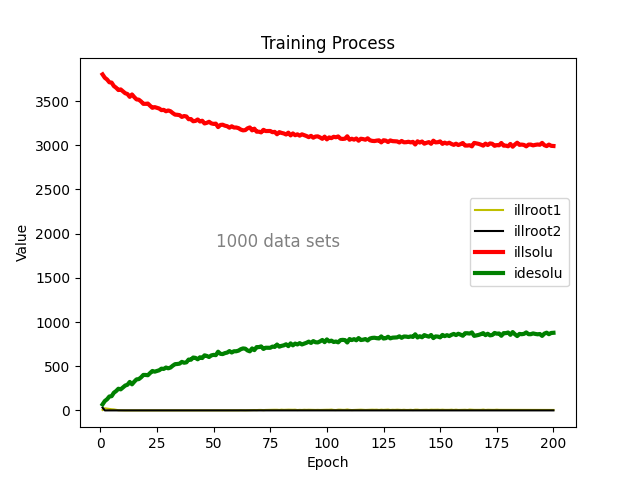 Training Process
3500
3000
2500
2000
1500
1000
500
0
Value
1000 data sets
illroot1
illroot2
illsolu
idesolu
0 25 50 75 100 125 150 175 200
Epoch